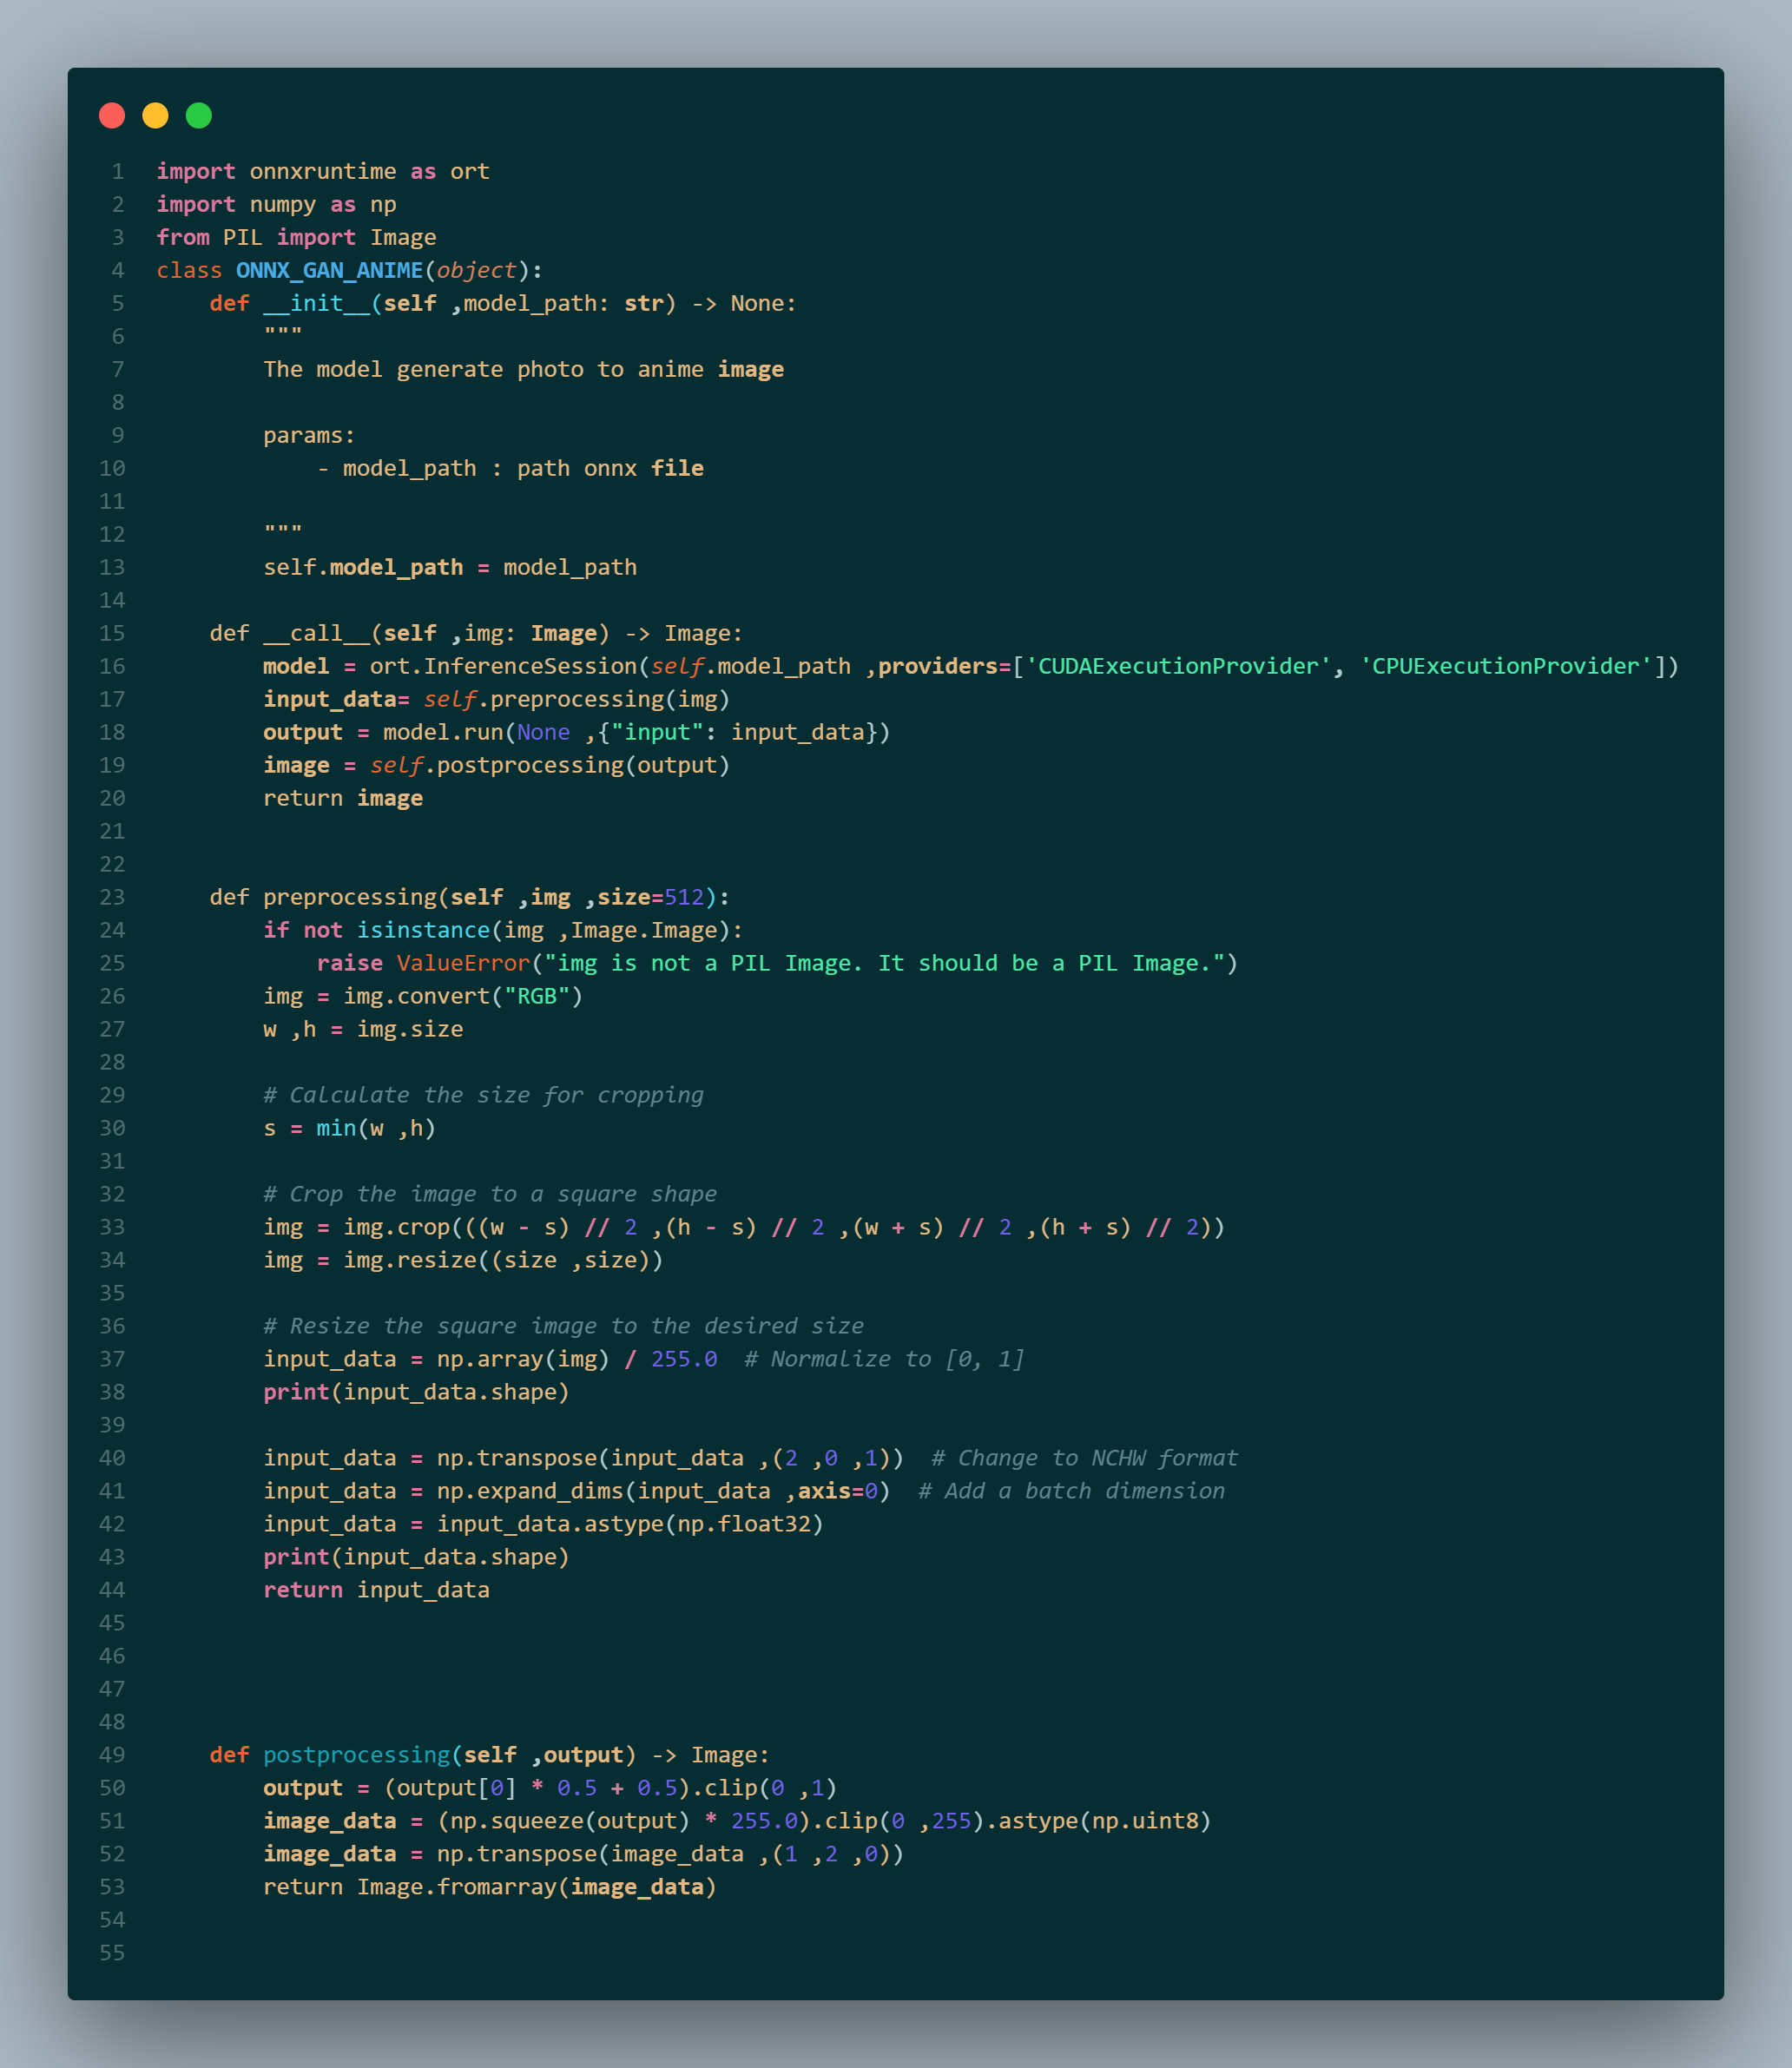 1 import onnxruntime as ort
2 import numpy as np
3 from PIL import Image
4 class ONNX_GAN_ANIME(object):
5     def __init__(self ,model_path: str) -> None:
6         """
7         The model generate photo to anime image
8
9         params:
10             - model_path : path onnx file
11
12         """
13         self.model_path = model_path
14
15     def __call__(self ,img: Image) -> Image:
16         model = ort.InferenceSession(self.model_path ,providers=['CUDAExecutionProvider', 'CPUExecutionProvider'])
17         input_data= self.preprocessing(img)
18         output = model.run(None ,{"input": input_data})
19         image = self.postprocessing(output)
20         return image
21
22
23     def preprocessing(self ,img ,size=512):
24         if not isinstance(img ,Image.Image):
25             raise ValueError("img is not a PIL Image. It should be a PIL Image.")
26         img = img.convert("RGB")
27         w ,h = img.size
28
29         # Calculate the size for cropping
30         s = min(w ,h)
31
32         # Crop the image to a square shape
33         img = img.crop(((w - s) // 2 ,(h - s) // 2 ,(w + s) // 2 ,(h + s) // 2))
34         img = img.resize((size ,size))
35
36         # Resize the square image to the desired size
37         input_data = np.array(img) / 255.0  # Normalize to [0, 1]
38         print(input_data.shape)
39
40         input_data = np.transpose(input_data ,(2 ,0 ,1))  # Change to NCHW format
41         input_data = np.expand_dims(input_data ,axis=0)  # Add a batch dimension
42         input_data = input_data.astype(np.float32)
43         print(input_data.shape)
44         return input_data
45
46
47
48
49     def postprocessing(self ,output) -> Image:
50         output = (output[0] * 0.5 + 0.5).clip(0 ,1)
51         image_data = (np.squeeze(output) * 255.0).clip(0 ,255).astype(np.uint8)
52         image_data = np.transpose(image_data ,(1 ,2 ,0))
53         return Image.fromarray(image_data)
54
55